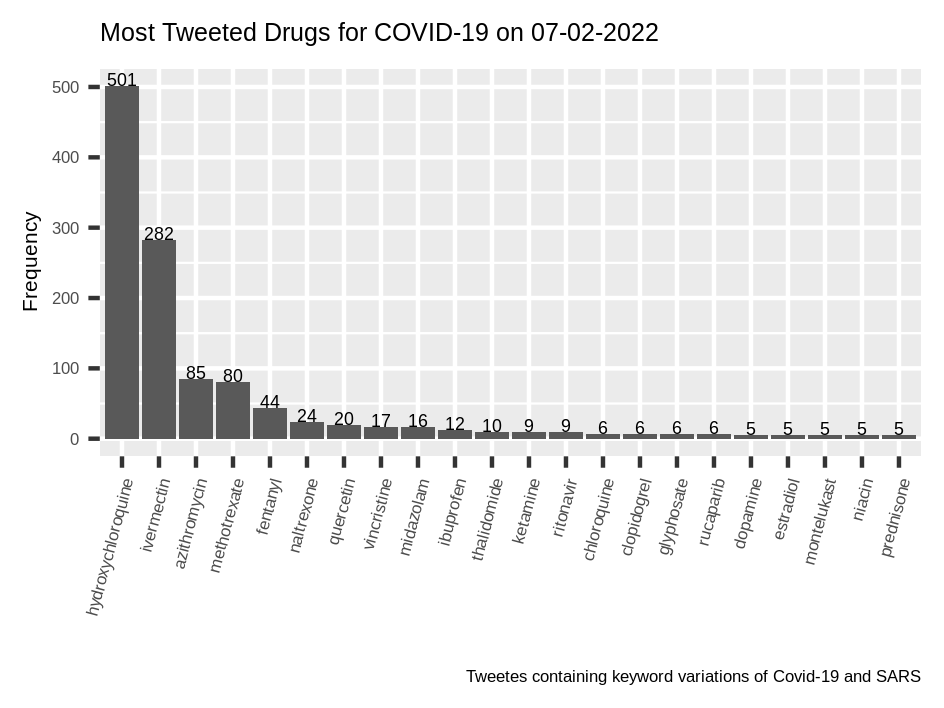 Most Tweeted Drugs for COVID-19 on 07-02-2022
Frequency
500
400
300
200
100
0
501
282
85
80
44
24
20
17
16
12
10
9
9
6
6
6
6
5
5
5
5
5
hydroxychloroquine
ivermectin
azithromycin
methotrexate
fentanyl
naltrexone
quercetin
vincristine
midazolam
ibuprofen
thalidomide
ketamine
ritonavir
chloroquine
clopidogrel
glyphosate
rucaparib
dopamine
estradiol
montelukast
niacin
prednisone
Tweetes containing keyword variations of Covid-19 and SARS